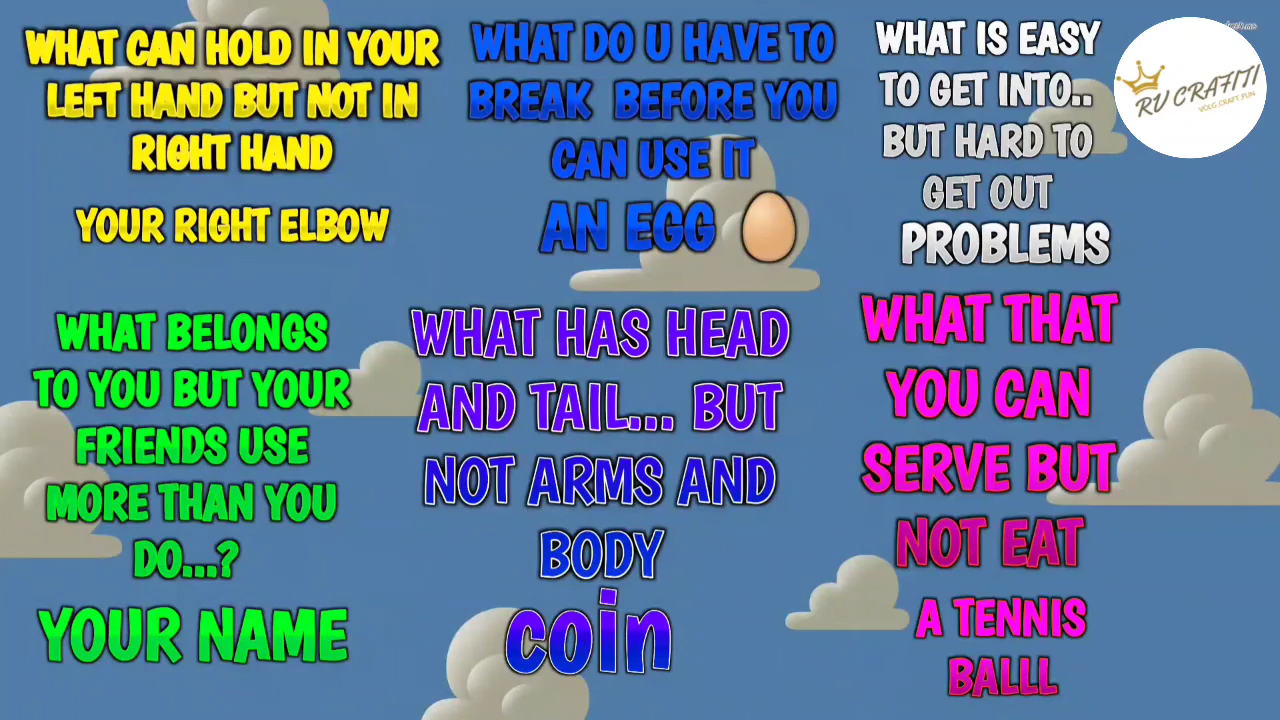 WHAT CAN HOLD IN YOUR
LEFT HAND BUT NOT IN
RIGHT HAND
YOUR RIGHT ELBOW
WHAT DO U HAVE TO
BREAK BEFORE YOU
CAN USE IT
AN EGG
WHAT IS EASY
TO GET INTO..
BUT HARD TO
GET OUT
PROBLEMS
RV CRAFITI
VOLG_CRAFT_FUN
WHAT BELONGS
TO YOU BUT YOUR
FRIENDS USE
MORE THAN YOU
DO...?
YOUR NAME
WHAT HAS HEAD
AND TAIL... BUT
NOT ARMS AND
BODY
coin
WHAT THAT
YOU CAN
SERVE BUT
NOT EAT
A TENNIS
BALLL